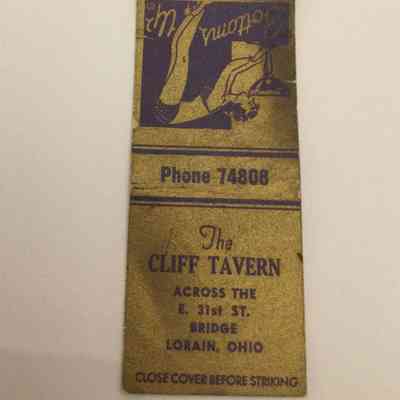 Bottoms
Up
Phone 74808
The
CLIFF TAVERN
ACROSS THE
E. 31st ST.
BRIDGE
LORAIN, OHIO
CLOSE COVER BEFORE STRIKING